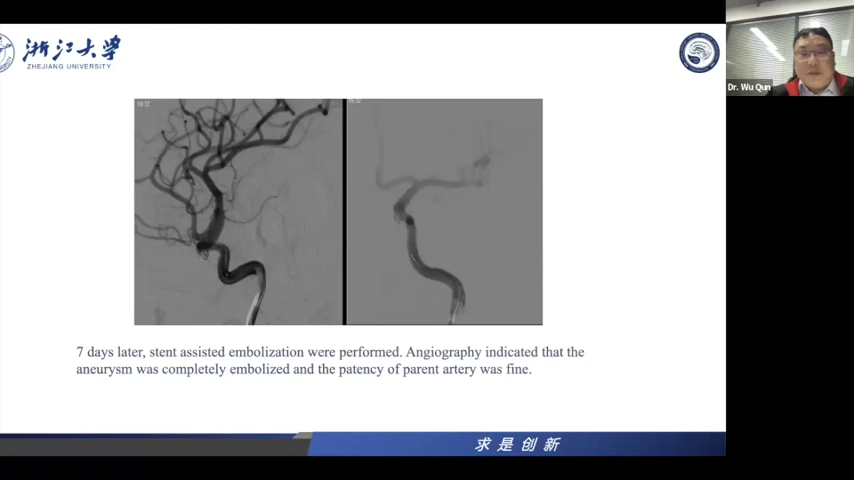 浙江大学
ZHEJIANG UNIVERSITY
Dr. Wu Qun
7 days later, stent assisted embolization were performed. Angiography indicated that the
aneurysm was completely embolized and the patency of parent artery was fine.
求是创新